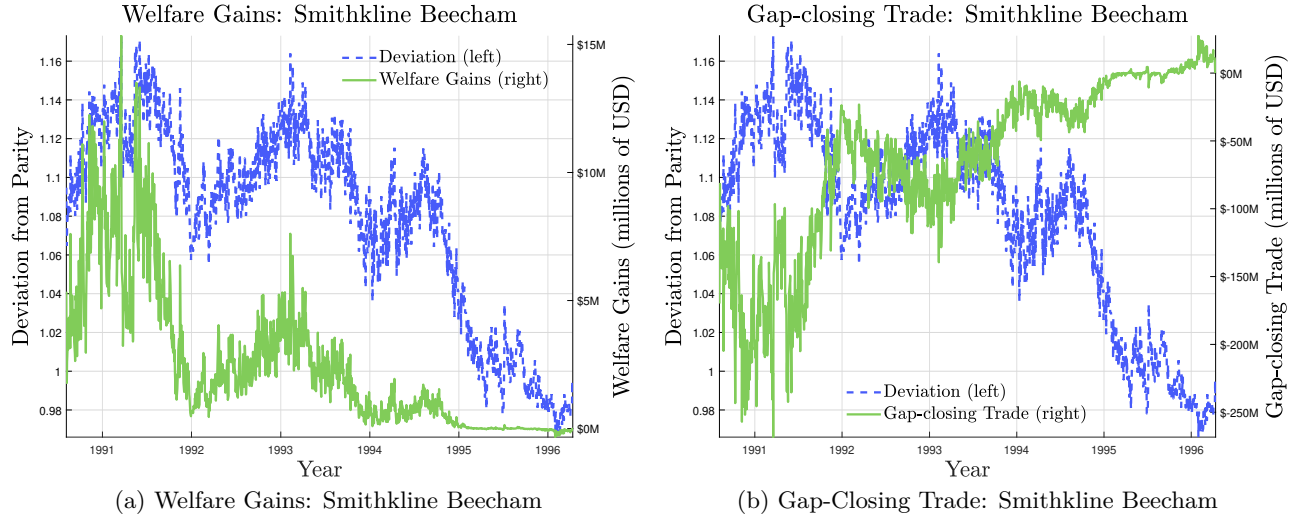 Welfare Gains: Smithkline Beecham
Deviation from Parity
1.16
1.14
1.12
1.1
1.08
1.06
1.04
1.02
1
0.98
Deviation (left)
Welfare Gains (right)
$15M
$10M
$5M
$0M
Welfare Gains (millions of USD)
1991 1992 1993 1994 1995 1996
Year
(a) Welfare Gains: Smithkline Beecham
Gap-closing Trade: Smithkline Beecham
Deviation from Parity
1.16
1.14
1.12
1.1
1.08
1.06
1.04
1.02
1
0.98
Deviation (left)
Gap-closing Trade (right)
$0M
$-50M
$-100M
$-150M
$-200M
$-250M
Gap-closing Trade (millions of USD)
1991 1992 1993 1994 1995 1996
Year
(b) Gap-Closing Trade: Smithkline Beecham